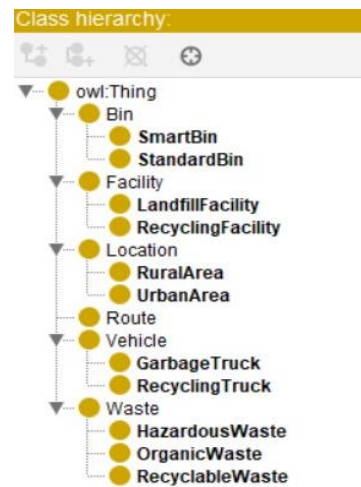 Class hierarchy:
owl:Thing
Bin
SmartBin
StandardBin
Facility
LandfillFacility
RecyclingFacility
Location
RuralArea
UrbanArea
Route
Vehicle
GarbageTruck
RecyclingTruck
Waste
HazardousWaste
OrganicWaste
RecyclableWaste